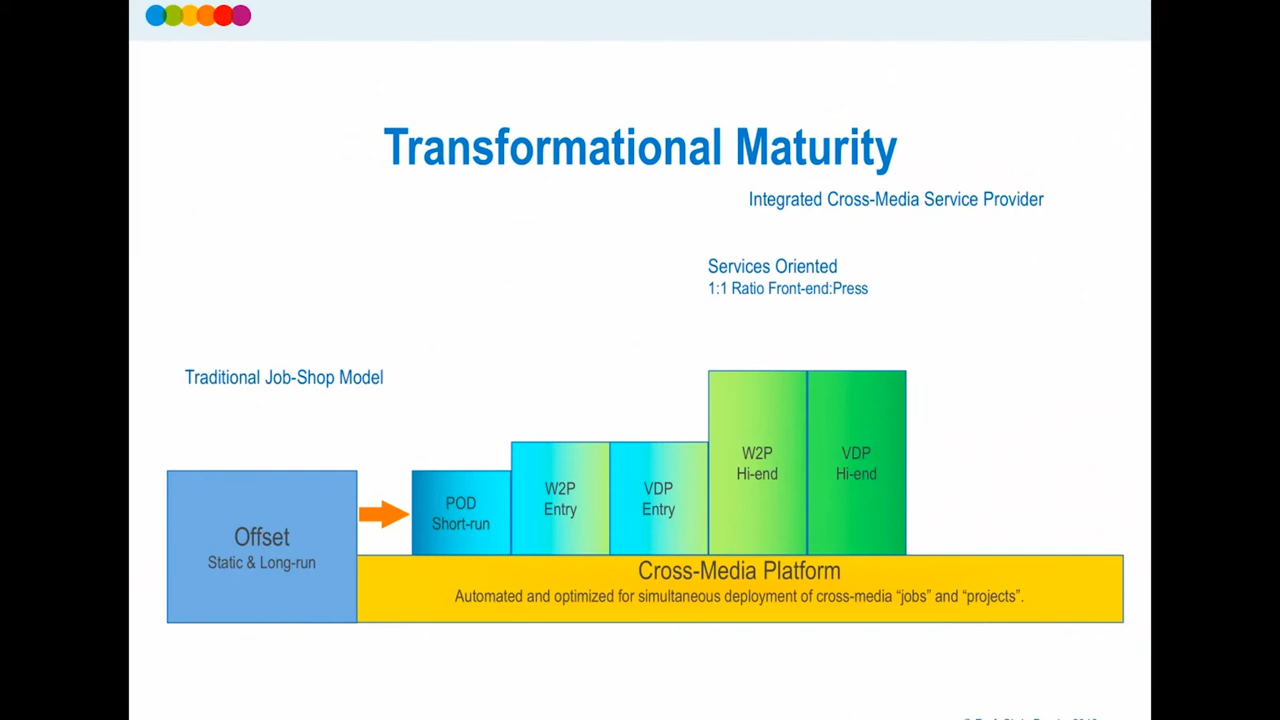 Transformational Maturity
Integrated Cross-Media Service Provider
Services Oriented
1:1 Ratio Front-end:Press
Traditional Job-Shop Model
Offset
Static & Long-run
POD
Short-run
W2P
Entry
VDP
Entry
W2P
Hi-end
VDP
Hi-end
Cross-Media Platform
Automated and optimized for simultaneous deployment of cross-media “jobs” and “projects”.